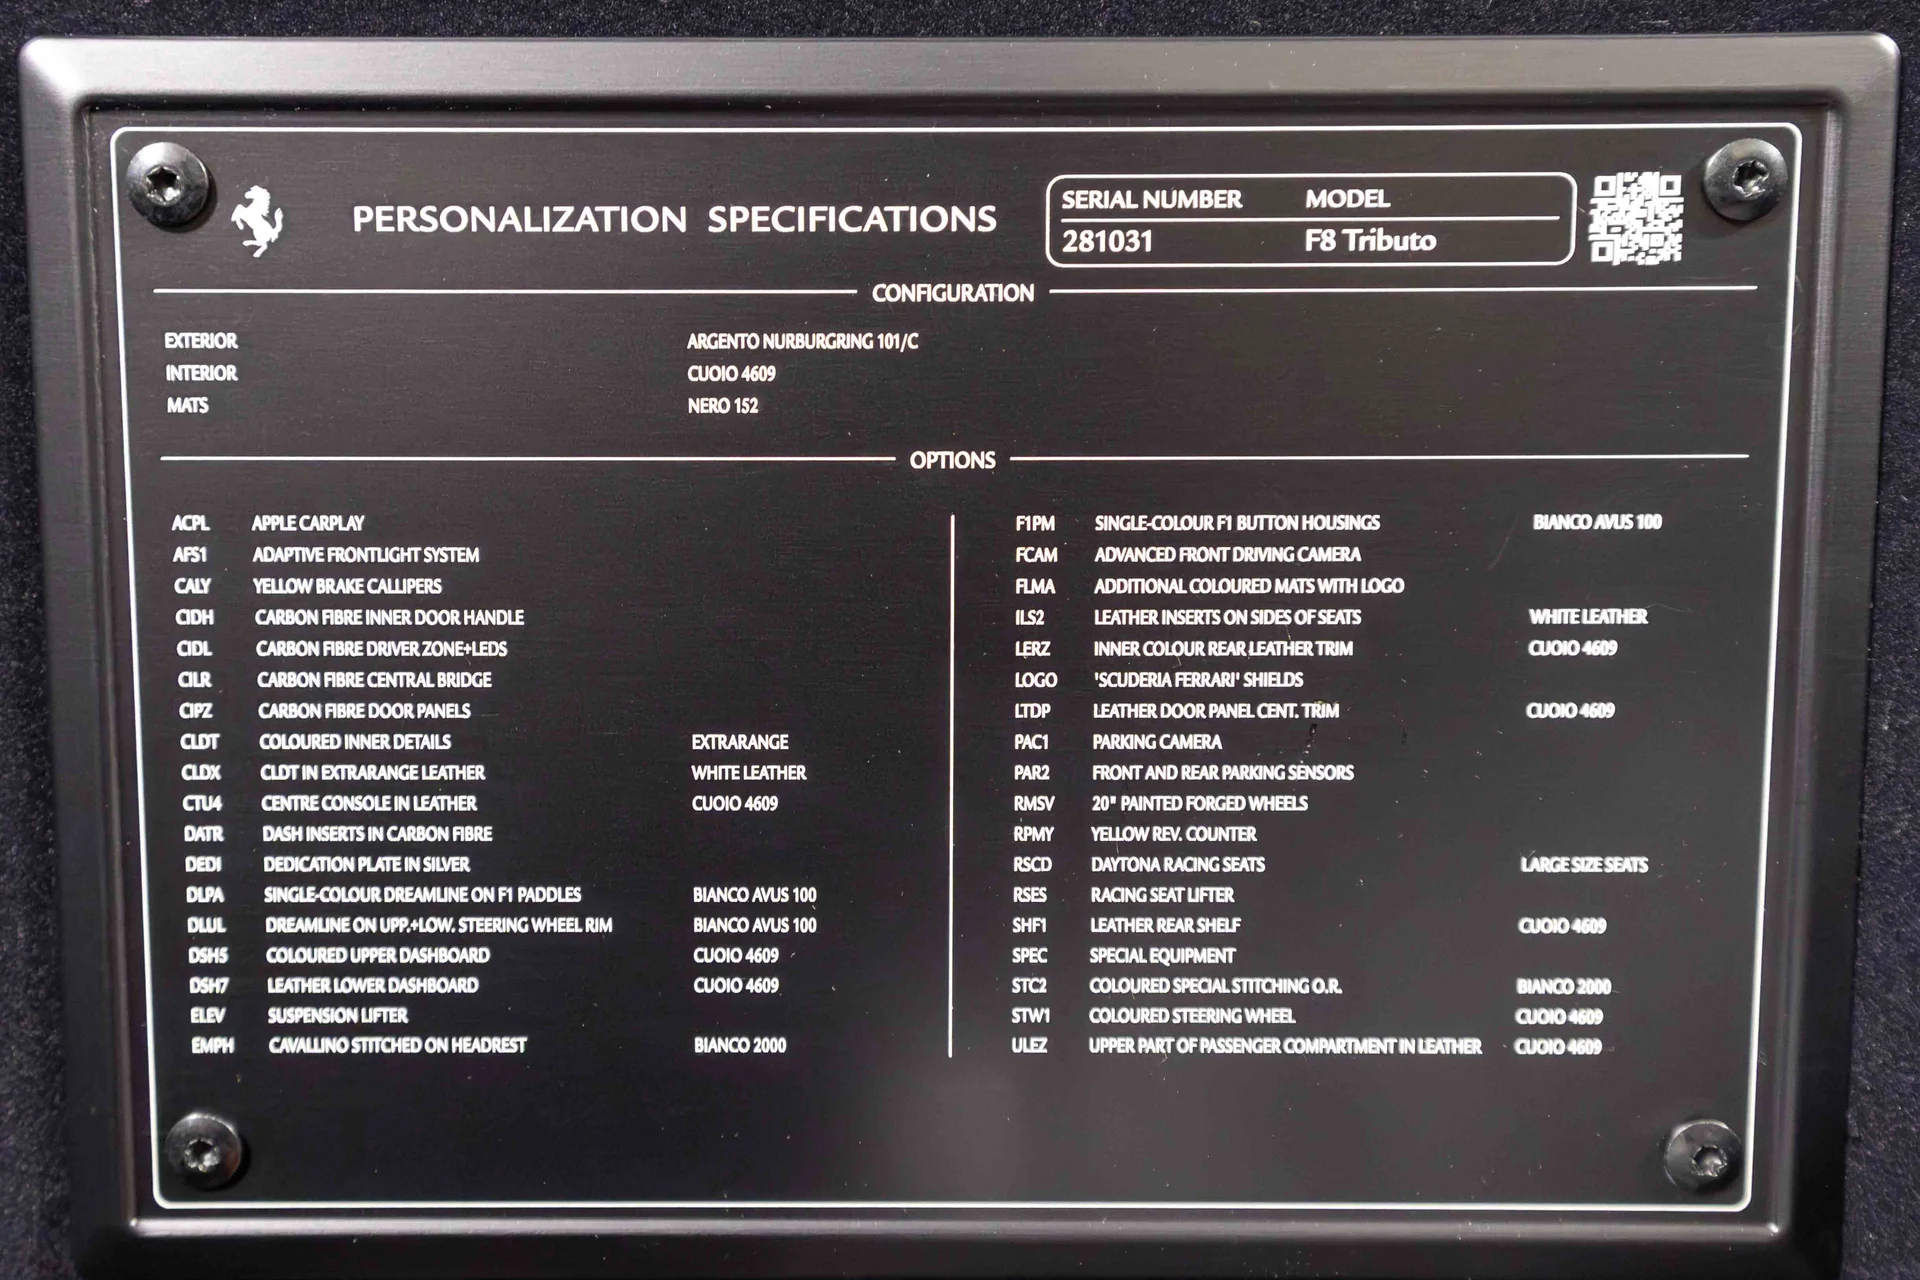 PERSONALIZATION SPECIFICATIONS
SERIAL NUMBER MODEL
281031 F8 Tributo
CONFIGURATION
EXTERIOR ARGENTO NURBURGRING 101/C
INTERIOR CUOIO 4609
MATS NERO 152
OPTIONS
ACPL APPLE CARPLAY
AFS1 ADAPTIVE FRONTLIGHT SYSTEM
CALY YELLOW BRAKE CALLIPERS
CIDH CARBON FIBRE INNER DOOR HANDLE
CIDL CARBON FIBRE DRIVER ZONE+LEDS
CILR CARBON FIBRE CENTRAL BRIDGE
CIPZ CARBON FIBRE DOOR PANELS
CLDT COLOURED INNER DETAILS EXTRARANGE
CLDX CLDT IN EXTRARANGE LEATHER WHITE LEATHER
CTU4 CENTRE CONSOLE IN LEATHER CUOIO 4609
DATR DASH INSERTS IN CARBON FIBRE
DEDI DEDICATION PLATE IN SILVER
DLPA SINGLE-COLOUR DREAMLINE ON F1 PADDLES BIANCO AVUS 100
DLUL DREAMLINE ON UPP.+LOW. STEERING WHEEL RIM BIANCO AVUS 100
DSH5 COLOURED UPPER DASHBOARD CUOIO 4609
DSH7 LEATHER LOWER DASHBOARD CUOIO 4609
ELEV SUSPENSION LIFTER
EMPH CAVALLINO STITCHED ON HEADREST BIANCO 2000
F1PM SINGLE-COLOUR F1 BUTTON HOUSINGS BIANCO AVUS 100
FCAM ADVANCED FRONT DRIVING CAMERA
FLMA ADDITIONAL COLOURED MATS WITH LOGO
ILS2 LEATHER INSERTS ON SIDES OF SEATS WHITE LEATHER
LERZ INNER COLOUR REAR LEATHER TRIM CUOIO 4609
LOGO 'SCUDERIA FERRARI' SHIELDS
LTDP LEATHER DOOR PANEL CENT. TRIM CUOIO 4609
PAC1 PARKING CAMERA
PAR2 FRONT AND REAR PARKING SENSORS
RMSV 20" PAINTED FORGED WHEELS
RPMY YELLOW REV. COUNTER
RSCD DAYTONA RACING SEATS LARGE SIZE SEATS
RSES RACING SEAT LIFTER
SHF1 LEATHER REAR SHELF CUOIO 4609
SPEC SPECIAL EQUIPMENT
STC2 COLOURED SPECIAL STITCHING O.R. BIANCO 2000
STW1 COLOURED STEERING WHEEL CUOIO 4609
ULEZ UPPER PART OF PASSENGER COMPARTMENT IN LEATHER CUOIO 4609